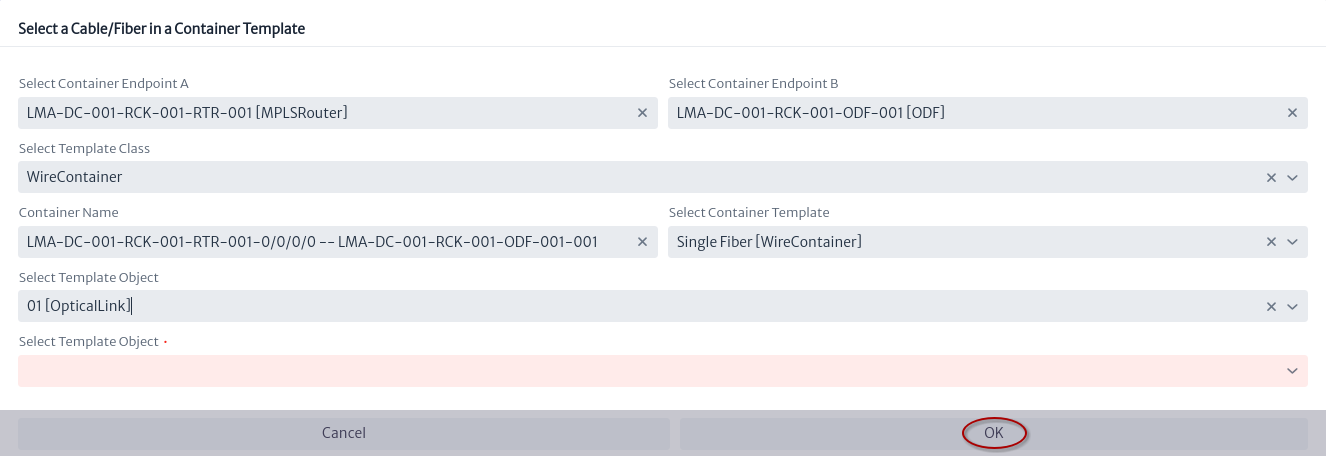 Select a Cable/Fiber in a Container Template
Select Container Endpoint A
Select Container Endpoint B
LMA-DC-001-RCK-001-RTR-001 [MPLSRouter]
LMA-DC-001-RCK-001-ODF-001 [ODF]
Select Template Class
WireContainer
Container Name
Select Container Template
LMA-DC-001-RCK-001-RTR-001-0/0/0/0 -- LMA-DC-001-RCK-001-ODF-001-001
Single Fiber [WireContainer]
Select Template Object
01 [OpticalLink]
Select Template Object •
Cancel
OK